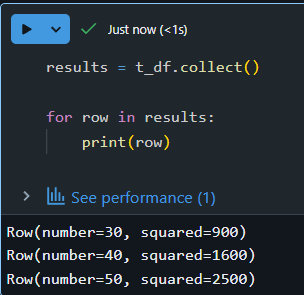 Just now (<1s)
results = t_df.collect()
for row in results:
    print(row)
See performance (1)
Row(number=30, squared=900)
Row(number=40, squared=1600)
Row(number=50, squared=2500)